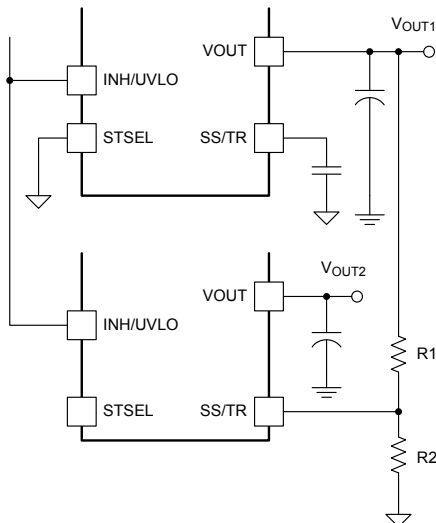 VOUT
VOUT1
INH/UVLO
STSEL
SS/TR
VOUT2
VOUT
INH/UVLO
R1
STSEL
SS/TR
R2